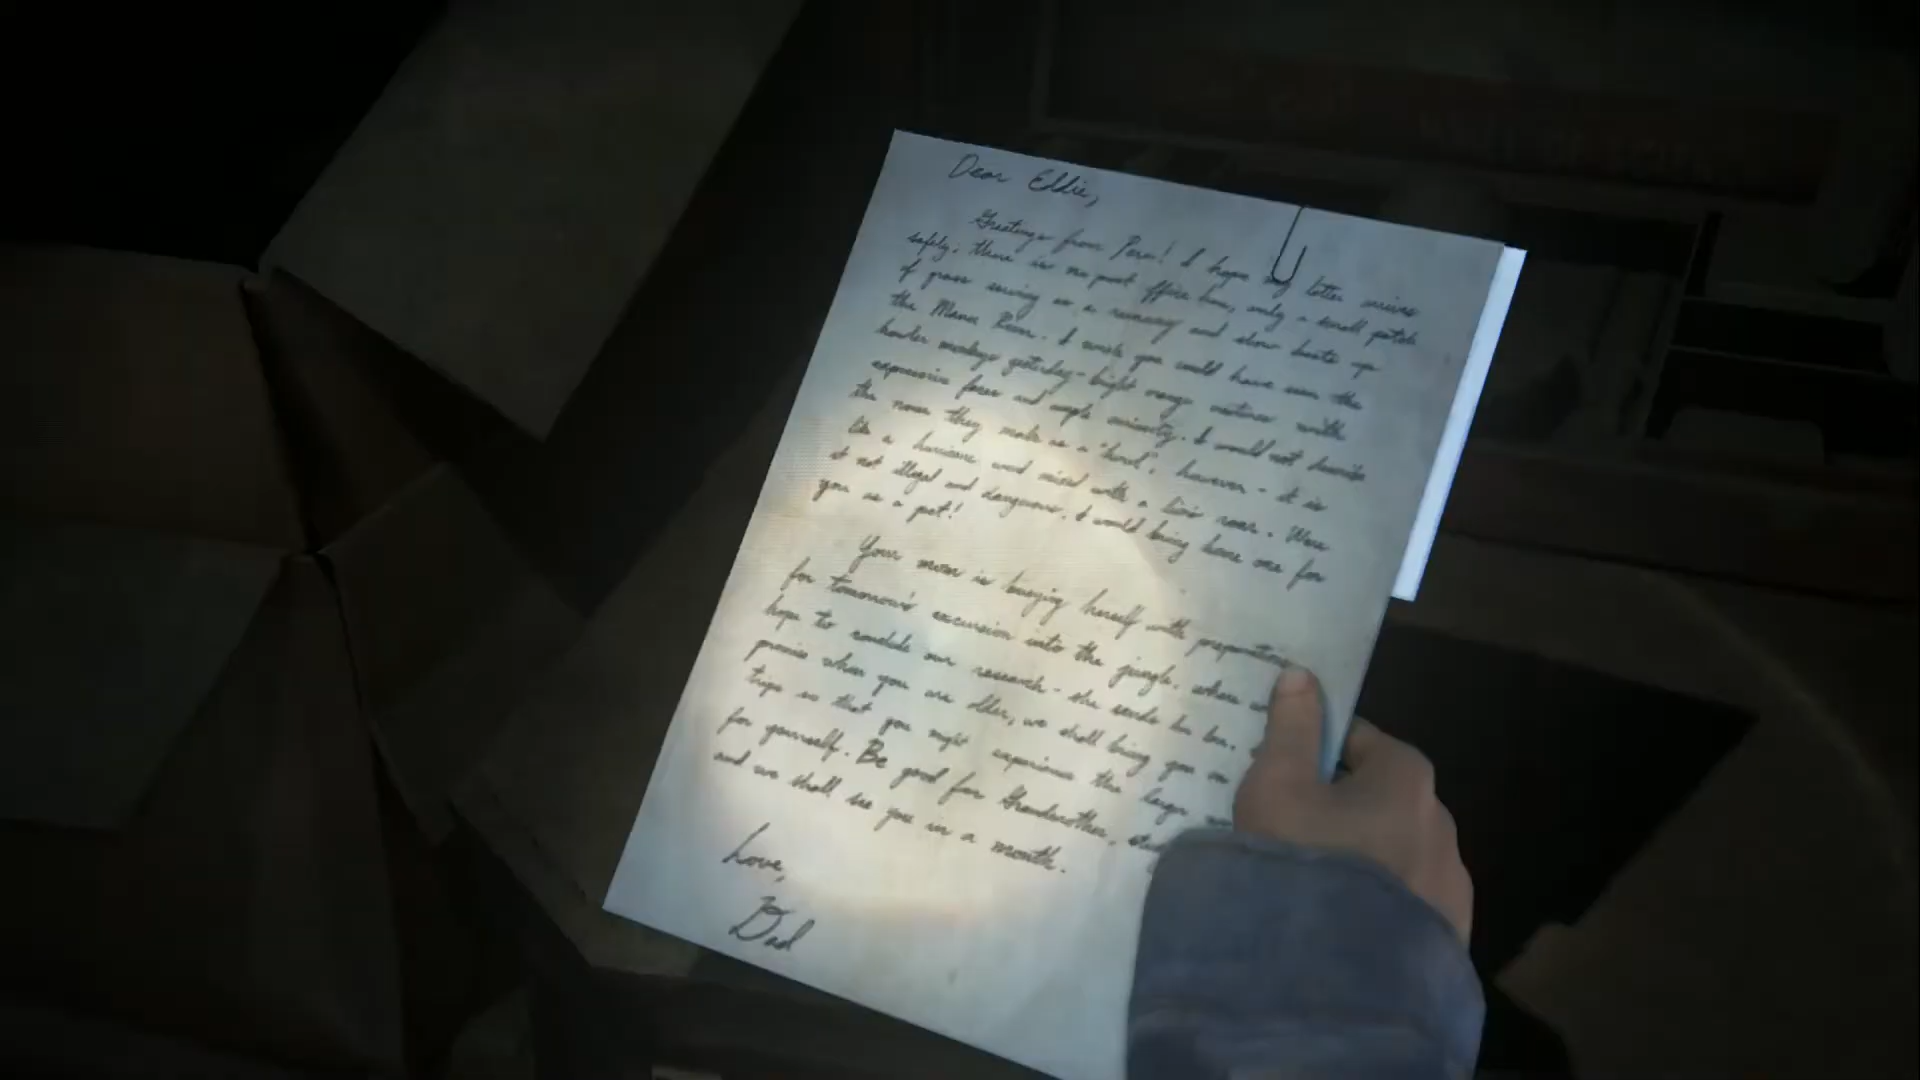 Dear Eddie,
Greetings from Peru! I hope my letter arrives
safely; there is no post office here, only a small patch
of grass serving as a runway and slow boats up
the Manu River. I wish you could have seen the
howler monkeys yesterday - bright orange creatures with
expressive faces and ample curiosity. I would not describe
the noise they make as a "howl", however - it is
like a hurricane wind mixed with a lion's roar. Were
it not illegal and dangerous, I would bring home one for
you as a pet!
Your mom is busying herself with preparations
for tomorrow's excursion into the jungle, where
hope to conclude our research - she sends her love.
promise when you are older, we shall bring you on
trips so that you might experience the larger
for yourself. Be good for Grandmother,
and we shall see you in a month.
Love,
Dad